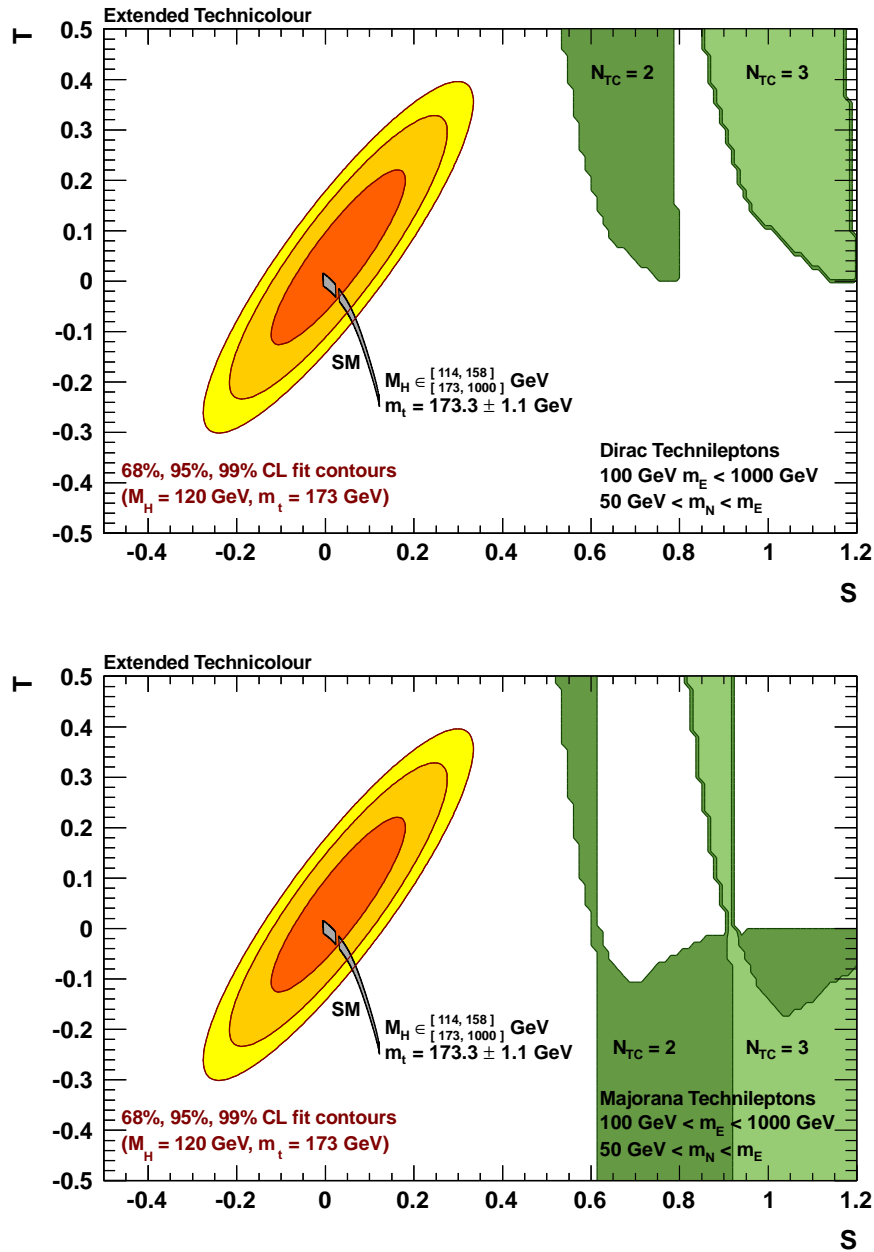 Extended Technicolour
T
0.5
0.4
0.3
0.2
0.1
0
-0.1
-0.2
-0.3
-0.4
-0.5
N_TC = 2
N_TC = 3
SM
M_H ∈ [ 114, 158 ] [ 173, 1000 ] GeV
m_t = 173.3 ± 1.1 GeV
68%, 95%, 99% CL fit contours
(M_H = 120 GeV, m_t = 173 GeV)
Dirac Technileptons
100 GeV m_E < 1000 GeV
50 GeV < m_N < m_E
-0.4 -0.2 0 0.2 0.4 0.6 0.8 1 1.2
S
Extended Technicolour
T
0.5
0.4
0.3
0.2
0.1
0
-0.1
-0.2
-0.3
-0.4
-0.5
SM
M_H ∈ [ 114, 158 ] [ 173, 1000 ] GeV
m_t = 173.3 ± 1.1 GeV
N_TC = 2
N_TC = 3
68%, 95%, 99% CL fit contours
(M_H = 120 GeV, m_t = 173 GeV)
Majorana Technileptons
100 GeV < m_E < 1000 GeV
50 GeV < m_N < m_E
-0.4 -0.2 0 0.2 0.4 0.6 0.8 1 1.2
S